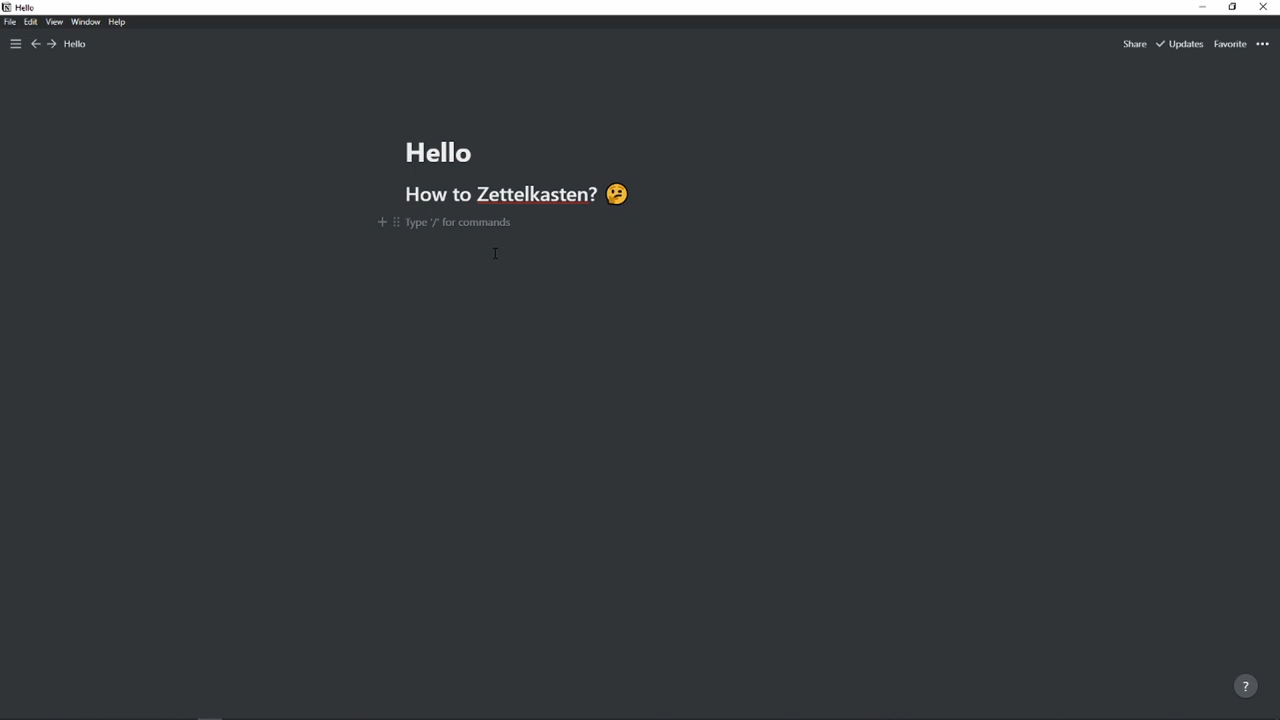 Hello
File Edit View Window Help
Hello
Share Updates Favorite
Hello
How to Zettelkasten? 🤔
Type '/' for commands
?